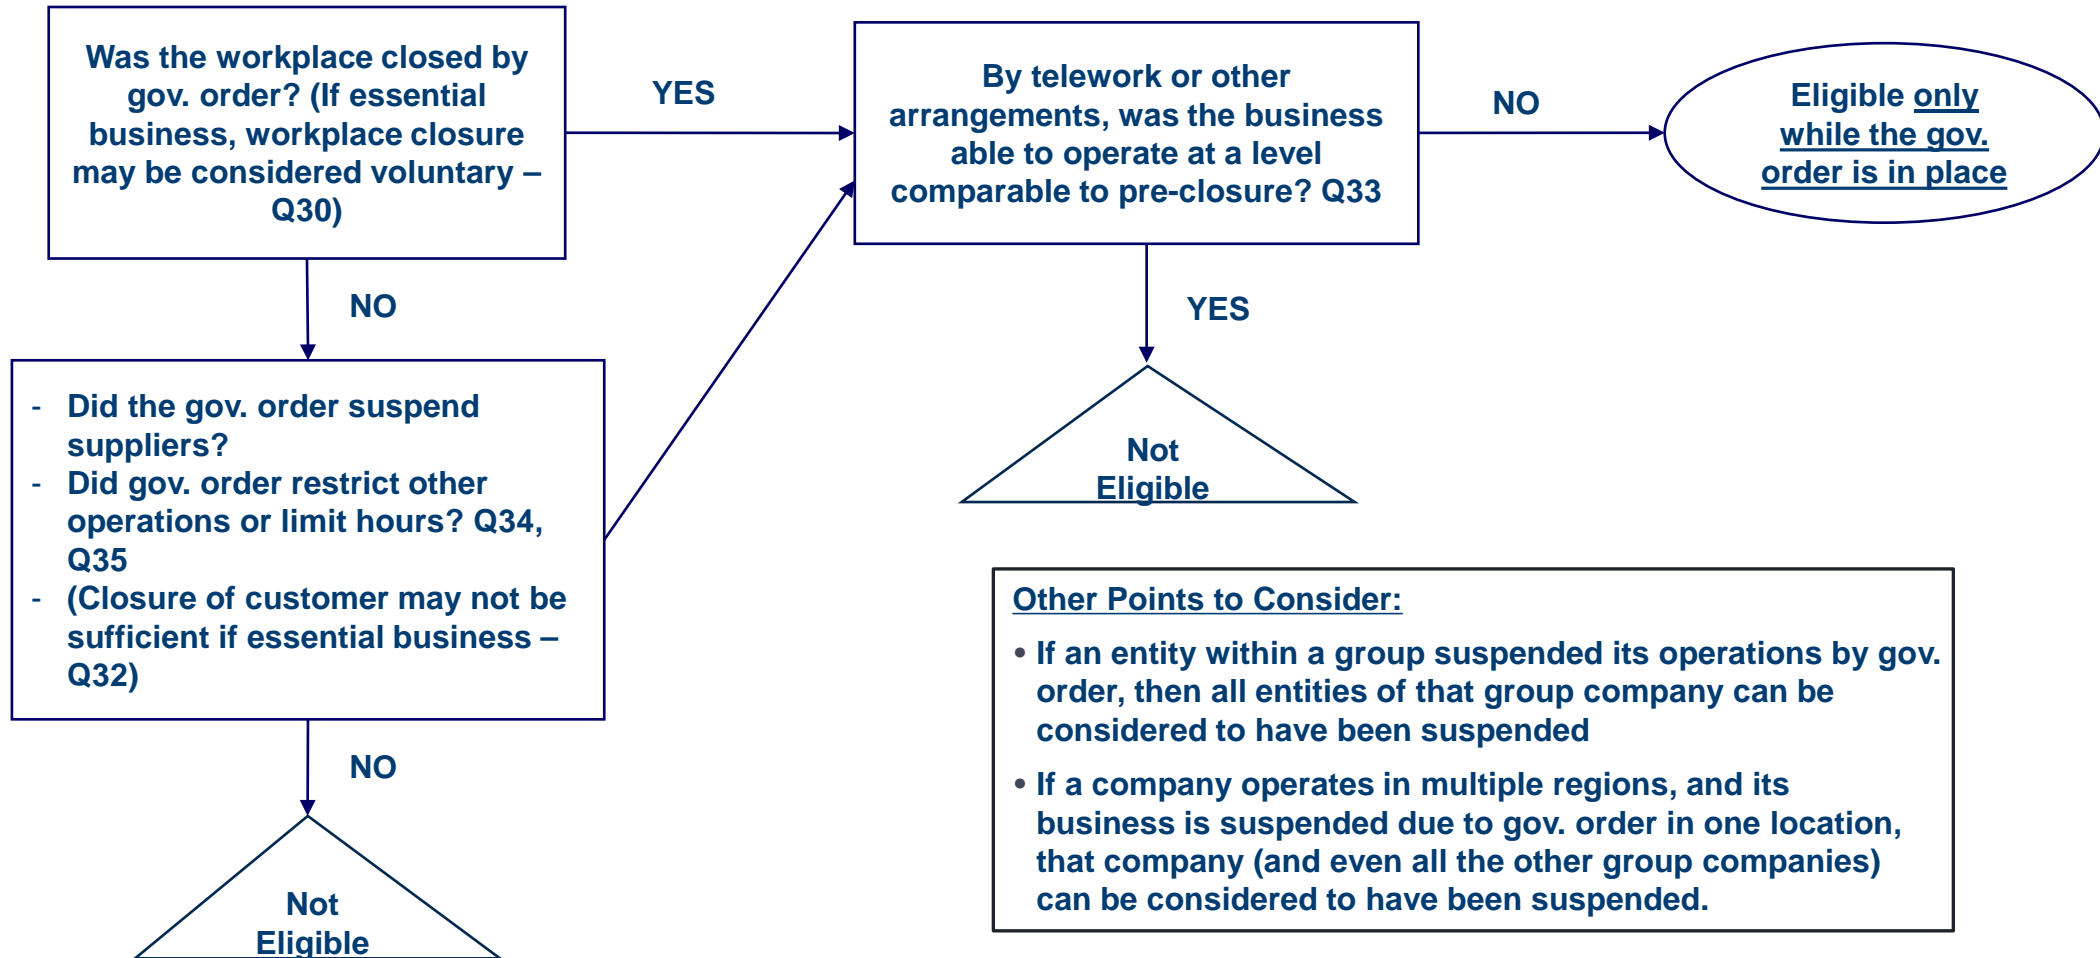 Was the workplace closed by
gov. order? (If essential
business, workplace closure
may be considered voluntary –
Q30)
YES
By telework or other
arrangements, was the business
able to operate at a level
comparable to pre-closure? Q33
NO
Eligible only
while the gov.
order is in place
NO
YES
- Did the gov. order suspend
suppliers?
- Did gov. order restrict other
operations or limit hours? Q34,
Q35
- (Closure of customer may not be
sufficient if essential business –
Q32)
Not
Eligible
NO
Not
Eligible
Other Points to Consider:
• If an entity within a group suspended its operations by gov.
order, then all entities of that group company can be
considered to have been suspended
• If a company operates in multiple regions, and its
business is suspended due to gov. order in one location,
that company (and even all the other group companies)
can be considered to have been suspended.